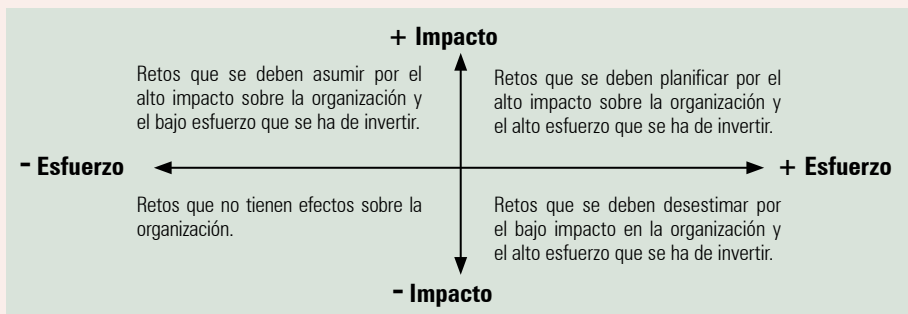 + Impacto
Retos que se deben asumir por el
alto impacto sobre la organización y
el bajo esfuerzo que se ha de invertir.
Retos que se deben planificar por el
alto impacto sobre la organización y
el alto esfuerzo que se ha de invertir.
- Esfuerzo
+ Esfuerzo
Retos que no tienen efectos sobre la
organización.
Retos que se deben desestimar por
el bajo impacto en la organización y
el alto esfuerzo que se ha de invertir.
- Impacto